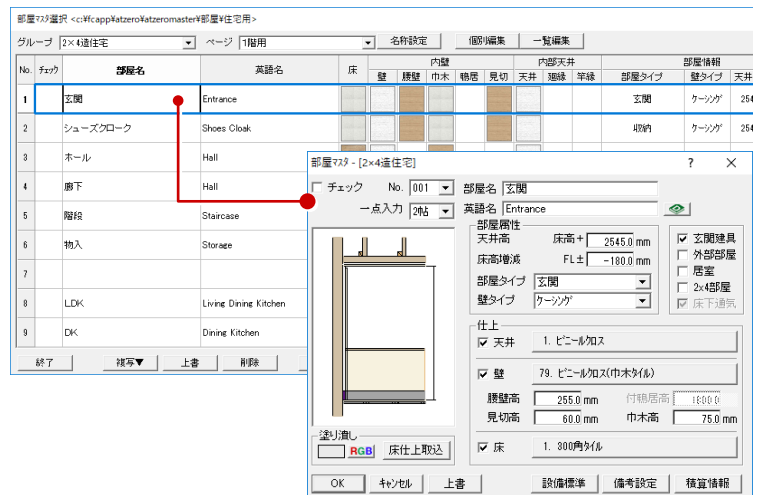 部屋ﾏｽﾀ選択 <c:¥fcapp¥atzero¥atzeromaster¥部屋¥住宅用>
グループ 2×4造住宅 ページ 1階用 名称設定 個別編集 一覧編集
No. ﾁｪｯｸ 部屋名 英語名 床 内壁 内部天井 部屋情報
壁 腰壁 巾木 鴨居 見切 天井 廻縁 竿縁 部屋タイプ 壁タイプ 天井
1 玄関 Entrance 玄関 ケーシング 254
2 シューズクローク Shoes Cloak 収納 ケーシング 254
3 ホール Hall
4 廊下 Hall
5 階段 Staircase
6 物入 Storage
7
8 LDK Living Dining Kitchen
9 DK Dining Kitchen
終了 複写▼ 上書 削除
部屋ﾏｽﾀ - [2×4造住宅] ? ×
チェック No. 001 部屋名 玄関
一点入力 2帖 英語名 Entrance
部屋属性
天井高 床高+ 2545.0 mm
床高増減 FL± -180.0 mm
部屋タイプ 玄関
壁タイプ ケーシング
玄関建具
外部部屋
居室
2x4部屋
床下通気
仕上
天井 1. ビニールクロス
壁 79. ビニールクロス(巾木タイル)
腰壁高 255.0 mm 付鴨居高 1800.0
見切高 60.0 mm 巾木高 75.0 mm
床 1. 300角タイル
塗り潰し
RGB 床仕上取込
OK キャンセル 上書 設備標準 備考設定 積算情報